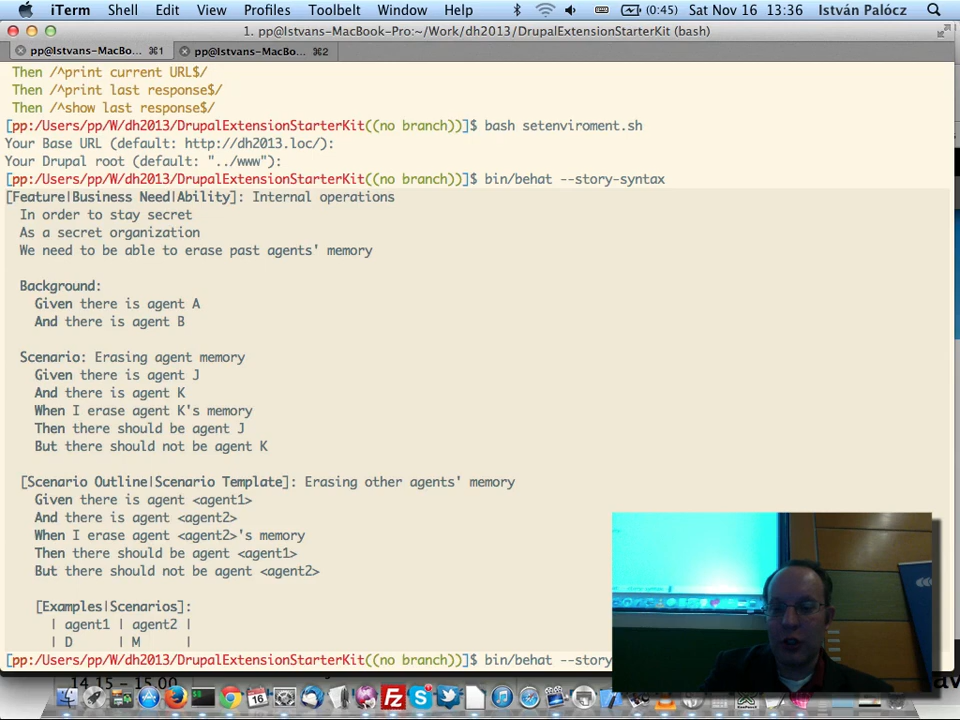 iTerm Shell Edit View Profiles Toolbelt Window Help (0:45) Sat Nov 16 13:36 István Palócz
1. pp@Istvans-MacBook-Pro:~/Work/dh2013/DrupalExtensionStarterKit (bash)
pp@Istvans-MacBo... ⌘1 pp@Istvans-MacBo... ⌘2
Then /^print current URL$/
Then /^print last response$/
Then /^show last response$/
[pp:/Users/pp/W/dh2013/DrupalExtensionStarterKit((no branch))]$ bash setenviroment.sh
Your Base URL (default: http://dh2013.loc/):
Your Drupal root (default: "../www"):
[pp:/Users/pp/W/dh2013/DrupalExtensionStarterKit((no branch))]$ bin/behat --story-syntax
[Feature|Business Need|Ability]: Internal operations
In order to stay secret
As a secret organization
We need to be able to erase past agents' memory
Background:
Given there is agent A
And there is agent B
Scenario: Erasing agent memory
Given there is agent J
And there is agent K
When I erase agent K's memory
Then there should be agent J
But there should not be agent K
[Scenario Outline|Scenario Template]: Erasing other agents' memory
Given there is agent <agent1>
And there is agent <agent2>
When I erase agent <agent2>'s memory
Then there should be agent <agent1>
But there should not be agent <agent2>
[Examples|Scenarios]:
| agent1 | agent2 |
| D | M |
[pp:/Users/pp/W/dh2013/DrupalExtensionStarterKit((no branch))]$ bin/behat --story
14.15 – 15.00